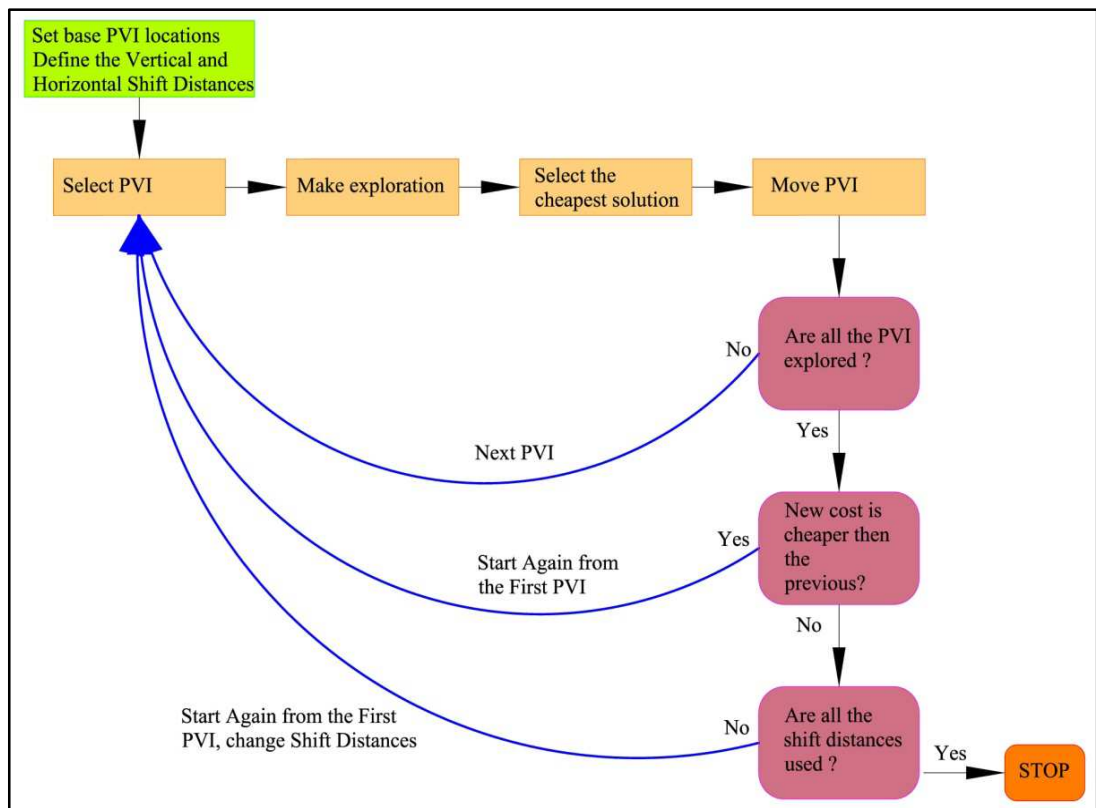 Set base PVI locations
Define the Vertical and
Horizontal Shift Distances
Select PVI
Make exploration
Select the
cheapest solution
Move PVI
Are all the PVI
explored ?
No
Next PVI
Yes
New cost is
cheaper then
the
previous?
Yes
Start Again from
the First PVI
No
Are all the
shift distances
used ?
No
Start Again from the First
PVI, change Shift Distances
Yes
STOP